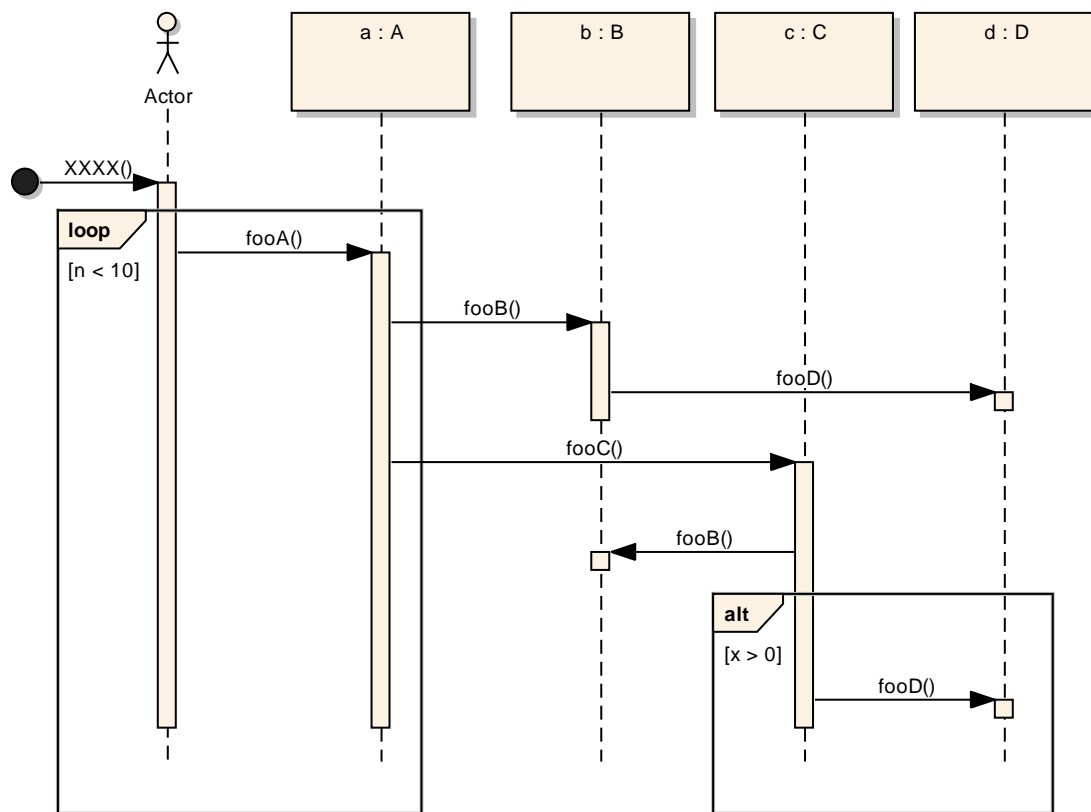 a : A
b : B
c : C
d : D
Actor
XXXX()
loop
fooA()
[n < 10]
fooB()
fooD()
fooC()
fooB()
alt
[x > 0]
fooD()